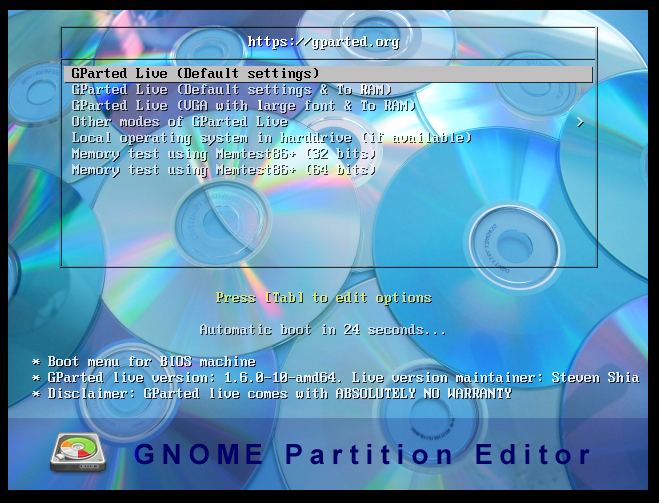 https://gparted.org
GParted Live (Default settings)
GParted Live (Default settings & To RAM)
GParted Live (VGA with large font & To RAM)
Other modes of GParted Live >
Local operating system in harddrive (if available)
Memory test using Memtest86+ (32 bits)
Memory test using Memtest86+ (64 bits)
Press [Tab] to edit options
Automatic boot in 24 seconds...
* Boot menu for BIOS machine
* GParted live version: 1.6.0-10-amd64. Live version maintainer: Steven Shia
* Disclaimer: GParted live comes with ABSOLUTELY NO WARRANTY
GNOME Partition Editor